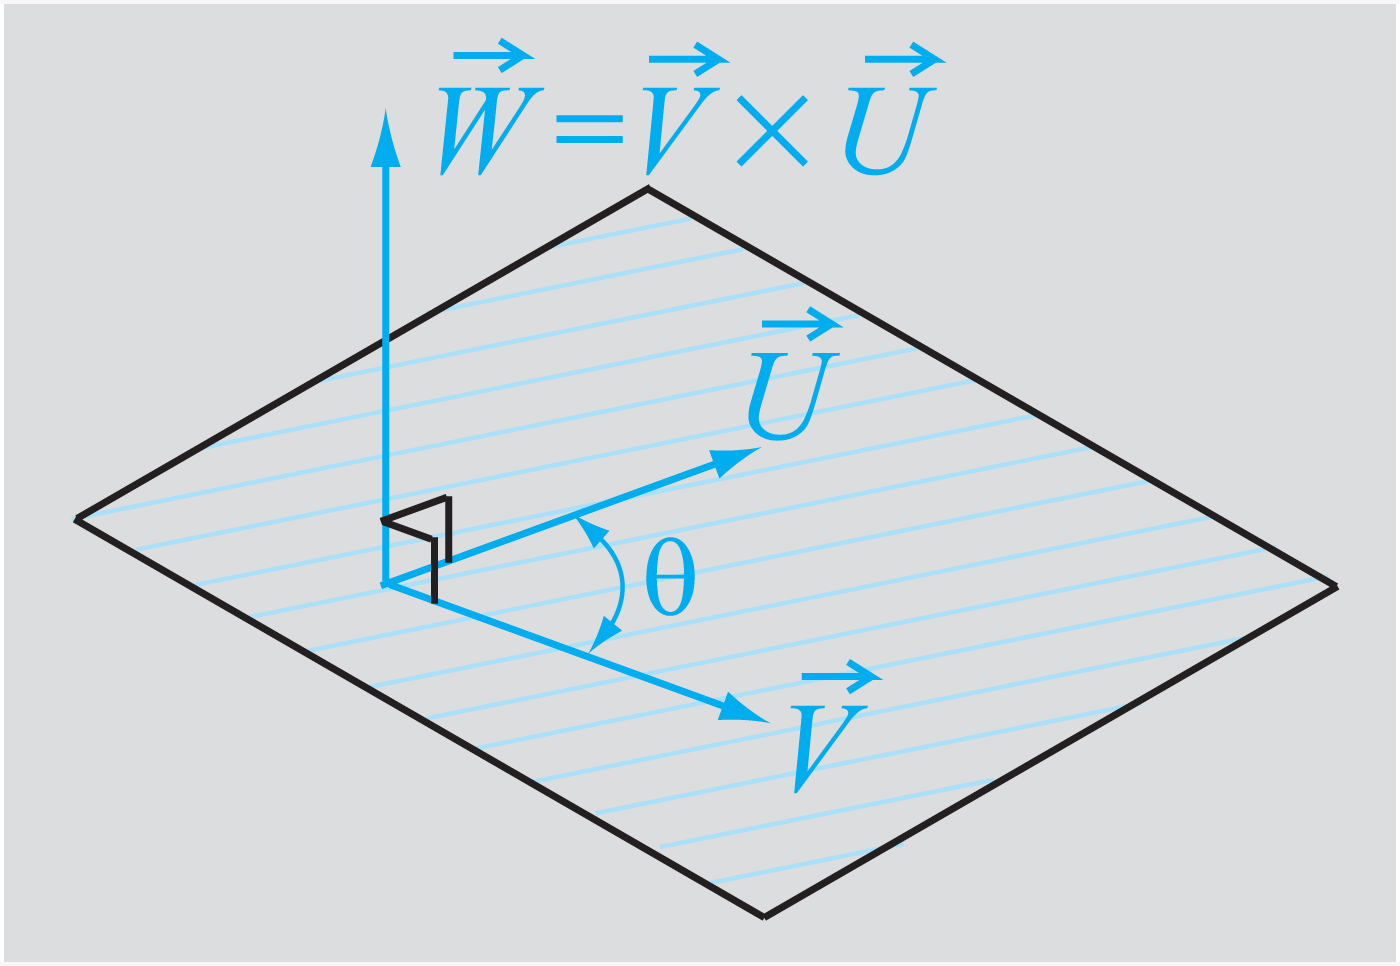 W⃗ = V⃗ × U⃗
U⃗
θ
V⃗